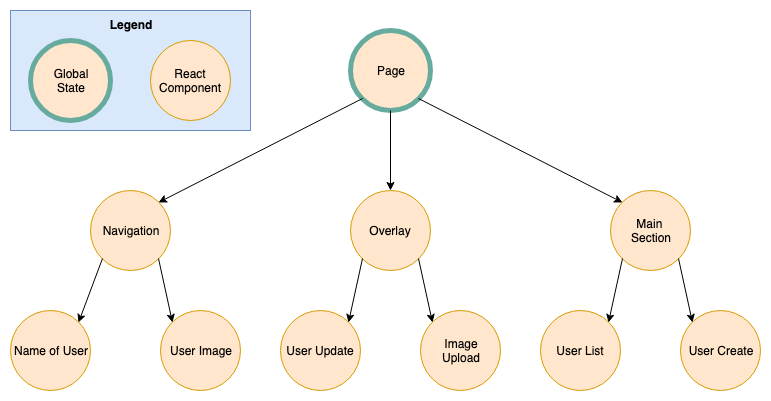 Legend
Global
State
React
Component
Page
Navigation
Overlay
Main
Section
Name of User
User Image
User Update
Image
Upload
User List
User Create